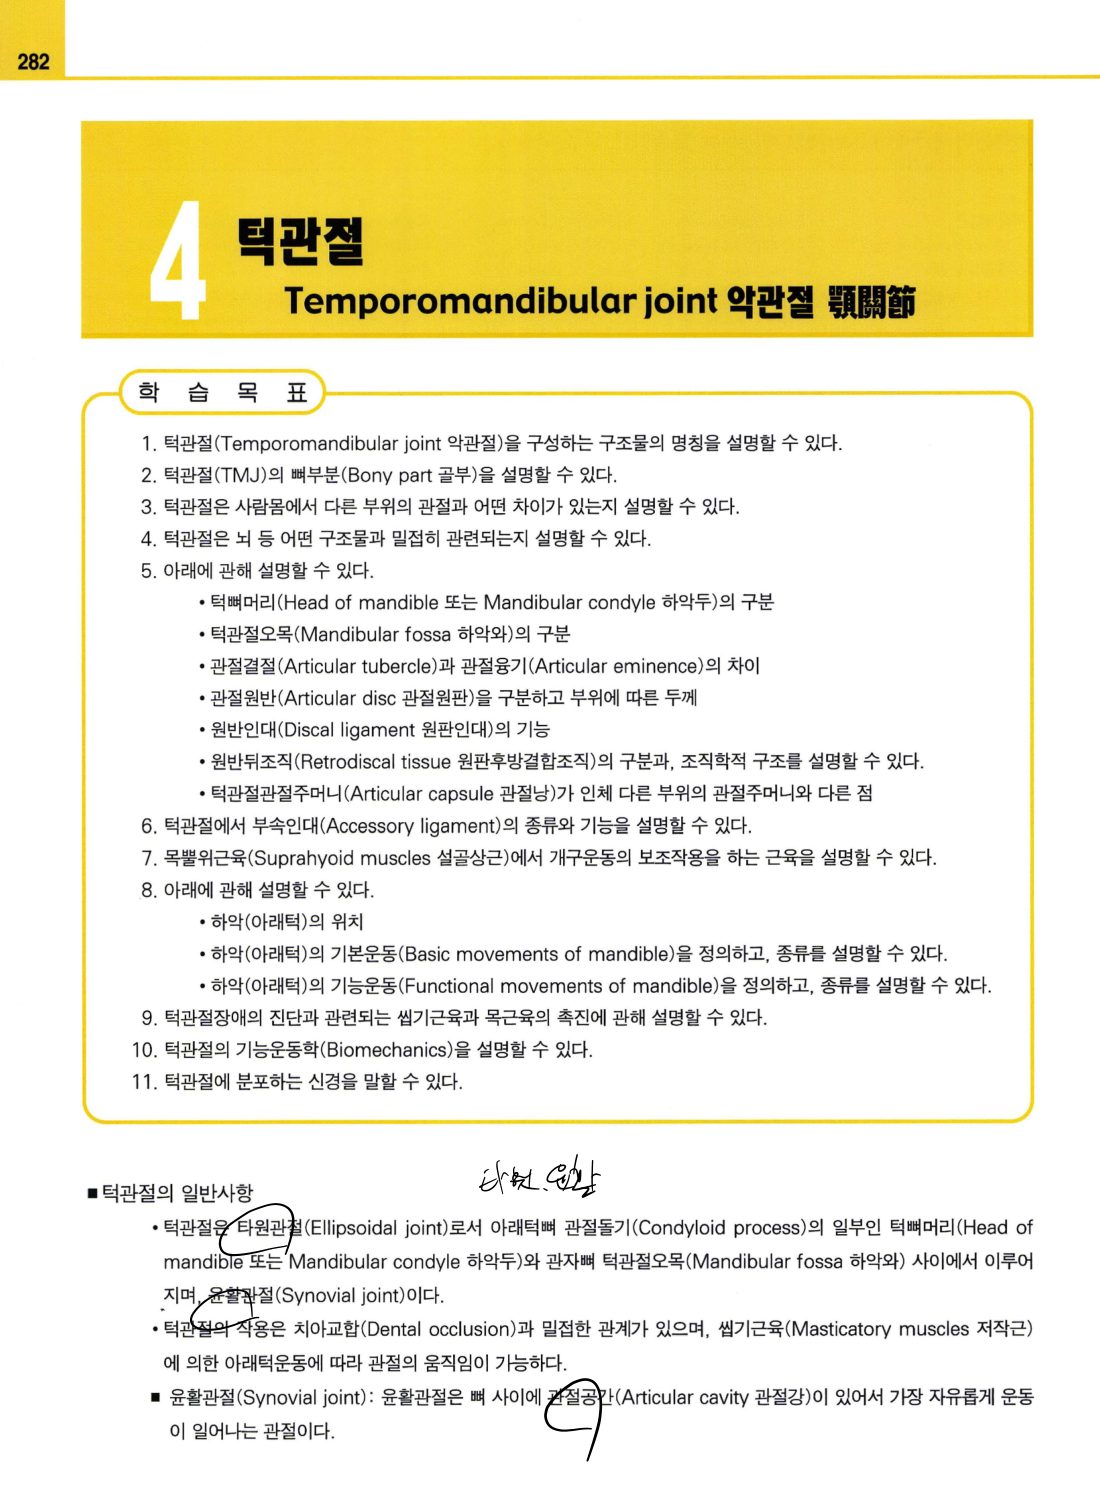 282
4
턱관절
Temporomandibular joint 악관절 顎關節
학 습 목 표
1. 턱관절(Temporomandibular joint 악관절)을 구성하는 구조물의 명칭을 설명할 수 있다.
2. 턱관절(TMJ)의 뼈부분(Bony part 골부)을 설명할 수 있다.
3. 턱관절은 사람몸에서 다른 부위의 관절과 어떤 차이가 있는지 설명할 수 있다.
4. 턱관절은 뇌 등 어떤 구조물과 밀접히 관련되는지 설명할 수 있다.
5. 아래에 관해 설명할 수 있다.
• 턱뼈머리(Head of mandible 또는 Mandibular condyle 하악두)의 구분
• 턱관절오목(Mandibular fossa 하악와)의 구분
• 관절결절(Articular tubercle)과 관절융기(Articular eminence)의 차이
• 관절원반(Articular disc 관절원판)을 구분하고 부위에 따른 두께
• 원반인대(Discal ligament 원판인대)의 기능
• 원반뒤조직(Retrodiscal tissue 원판후방결합조직)의 구분과, 조직학적 구조를 설명할 수 있다.
• 턱관절관절주머니(Articular capsule 관절낭)가 인체 다른 부위의 관절주머니와 다른 점
6. 턱관절에서 부속인대(Accessory ligament)의 종류와 기능을 설명할 수 있다.
7. 목뿔위근육(Suprahyoid muscles 설골상근)에서 개구운동의 보조작용을 하는 근육을 설명할 수 있다.
8. 아래에 관해 설명할 수 있다.
• 하악(아래턱)의 위치
• 하악(아래턱)의 기본운동(Basic movements of mandible)을 정의하고, 종류를 설명할 수 있다.
• 하악(아래턱)의 기능운동(Functional movements of mandible)을 정의하고, 종류를 설명할 수 있다.
9. 턱관절장애의 진단과 관련되는 씹기근육과 목근육의 촉진에 관해 설명할 수 있다.
10. 턱관절의 기능운동학(Biomechanics)을 설명할 수 있다.
11. 턱관절에 분포하는 신경을 말할 수 있다.
타원. 윤활
■ 턱관절의 일반사항
• 턱관절은 타원관절(Ellipsoidal joint)로서 아래턱뼈 관절돌기(Condyloid process)의 일부인 턱뼈머리(Head of
mandible 또는 Mandibular condyle 하악두)와 관자뼈 턱관절오목(Mandibular fossa 하악와) 사이에서 이루어
지며, 윤활관절(Synovial joint)이다.
• 턱관절의 작용은 치아교합(Dental occlusion)과 밀접한 관계가 있으며, 씹기근육(Masticatory muscles 저작근)
에 의한 아래턱운동에 따라 관절의 움직임이 가능하다.
■ 윤활관절(Synovial joint): 윤활관절은 뼈 사이에 관절공간(Articular cavity 관절강)이 있어서 가장 자유롭게 운동
이 일어나는 관절이다.